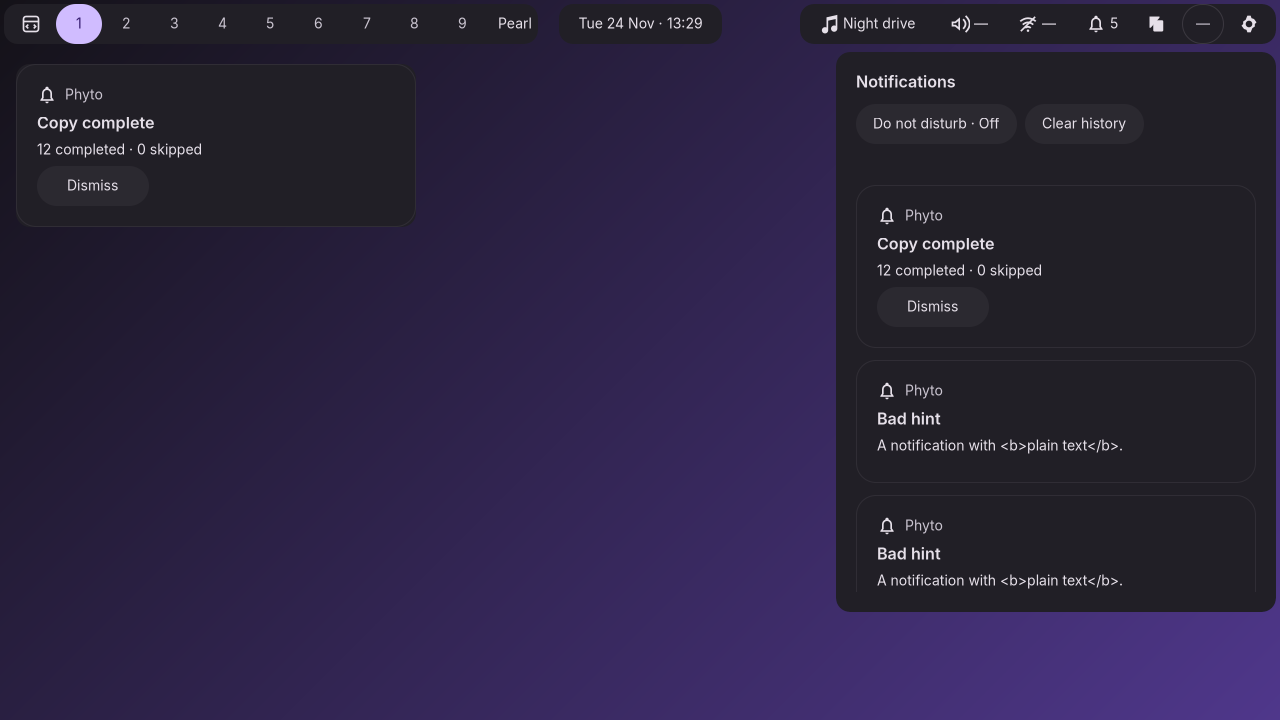 1 2 3 4 5 6 7 8 9 Pearl
Tue 24 Nov · 13:29
Night drive — — 5 —
Phyto
Copy complete
12 completed · 0 skipped
Dismiss
Notifications
Do not disturb · Off
Clear history
Phyto
Copy complete
12 completed · 0 skipped
Dismiss
Phyto
Bad hint
A notification with <b>plain text</b>.
Phyto
Bad hint
A notification with <b>plain text</b>.